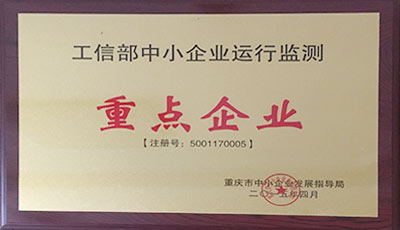 工信部中小企业运行监测
重点企业
【注册号：5001170005】
重庆市中小企业发展指导局
二〇一五年四月